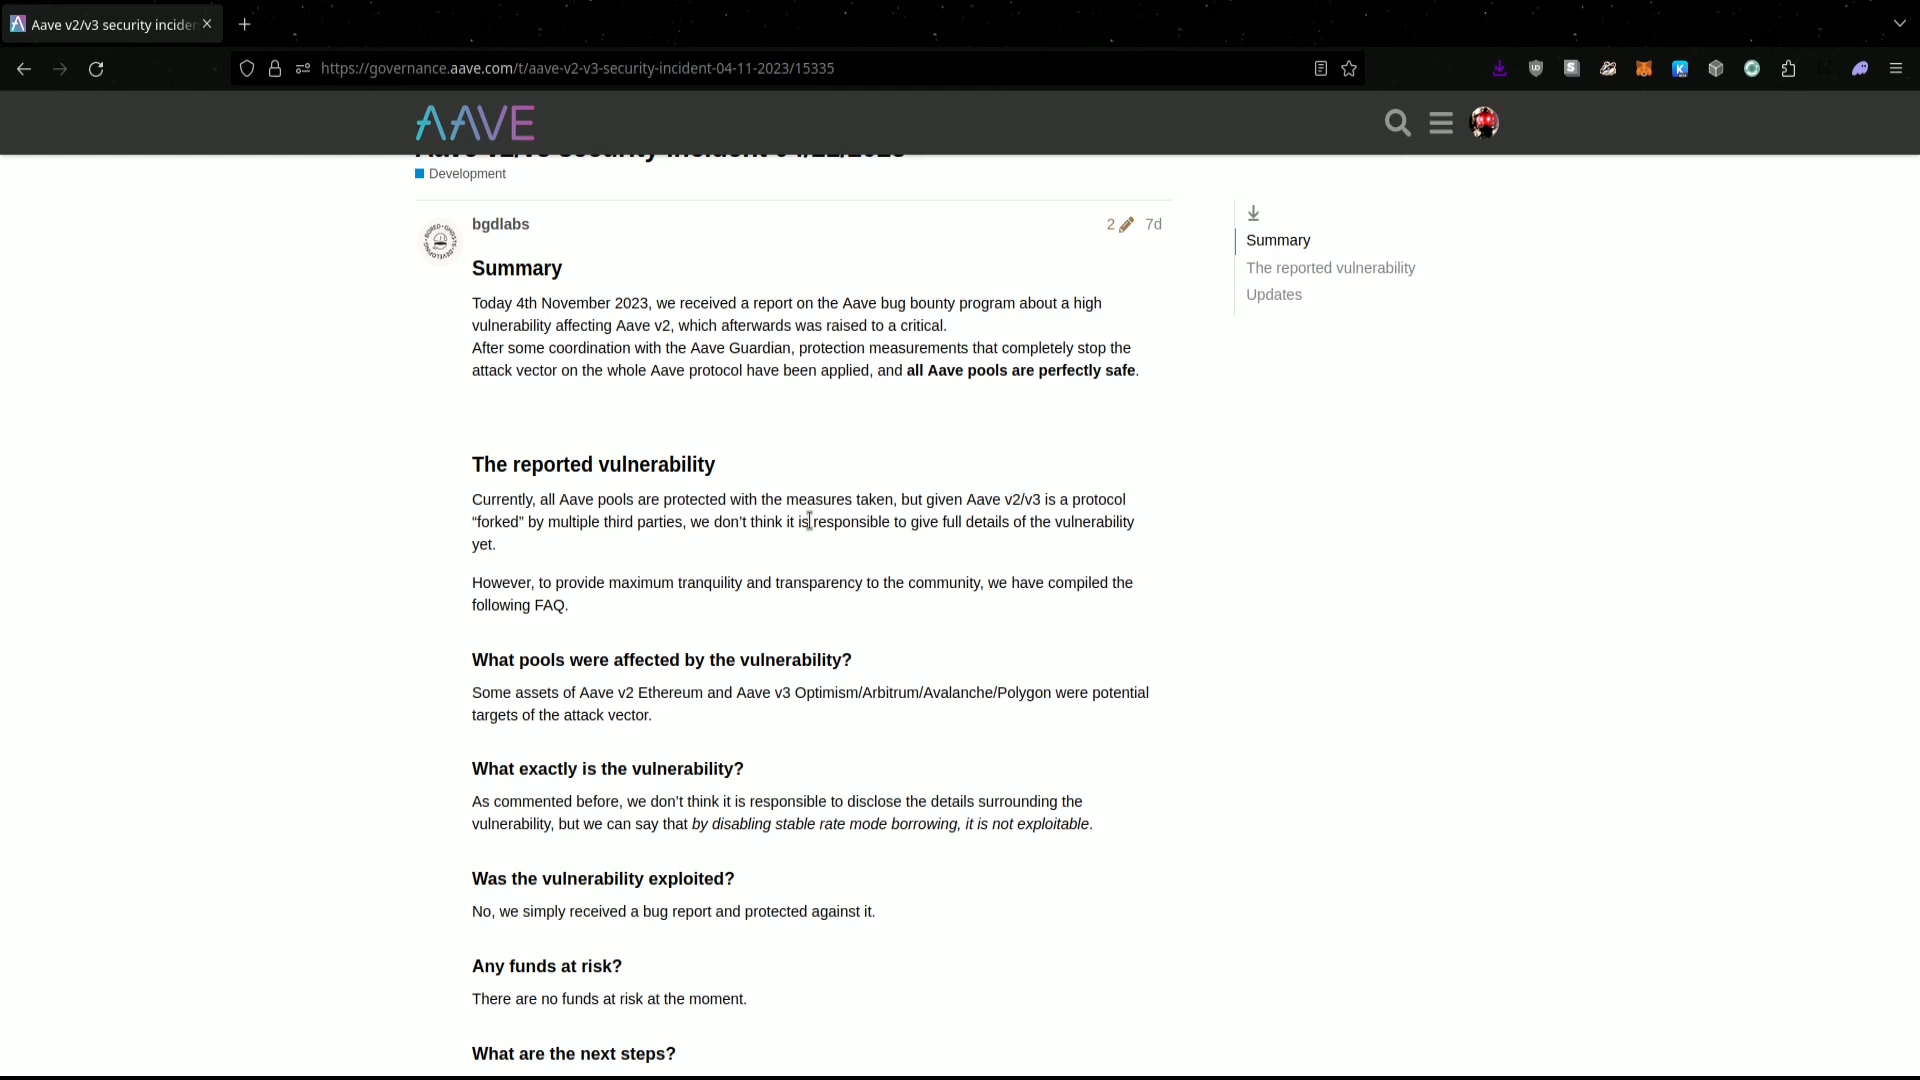 Aave v2/v3 security incide
https://governance.aave.com/t/aave-v2-v3-security-incident-04-11-2023/15335
AAVE
Aave v2/v3 security incident 04/11/2023
Development
bgdlabs
2
7d
Summary
Today 4th November 2023, we received a report on the Aave bug bounty program about a high
vulnerability affecting Aave v2, which afterwards was raised to a critical.
After some coordination with the Aave Guardian, protection measurements that completely stop the
attack vector on the whole Aave protocol have been applied, and all Aave pools are perfectly safe.
The reported vulnerability
Currently, all Aave pools are protected with the measures taken, but given Aave v2/v3 is a protocol
“forked” by multiple third parties, we don’t think it is responsible to give full details of the vulnerability
yet.
However, to provide maximum tranquility and transparency to the community, we have compiled the
following FAQ.
What pools were affected by the vulnerability?
Some assets of Aave v2 Ethereum and Aave v3 Optimism/Arbitrum/Avalanche/Polygon were potential
targets of the attack vector.
What exactly is the vulnerability?
As commented before, we don’t think it is responsible to disclose the details surrounding the
vulnerability, but we can say that by disabling stable rate mode borrowing, it is not exploitable.
Was the vulnerability exploited?
No, we simply received a bug report and protected against it.
Any funds at risk?
There are no funds at risk at the moment.
What are the next steps?
Summary
The reported vulnerability
Updates